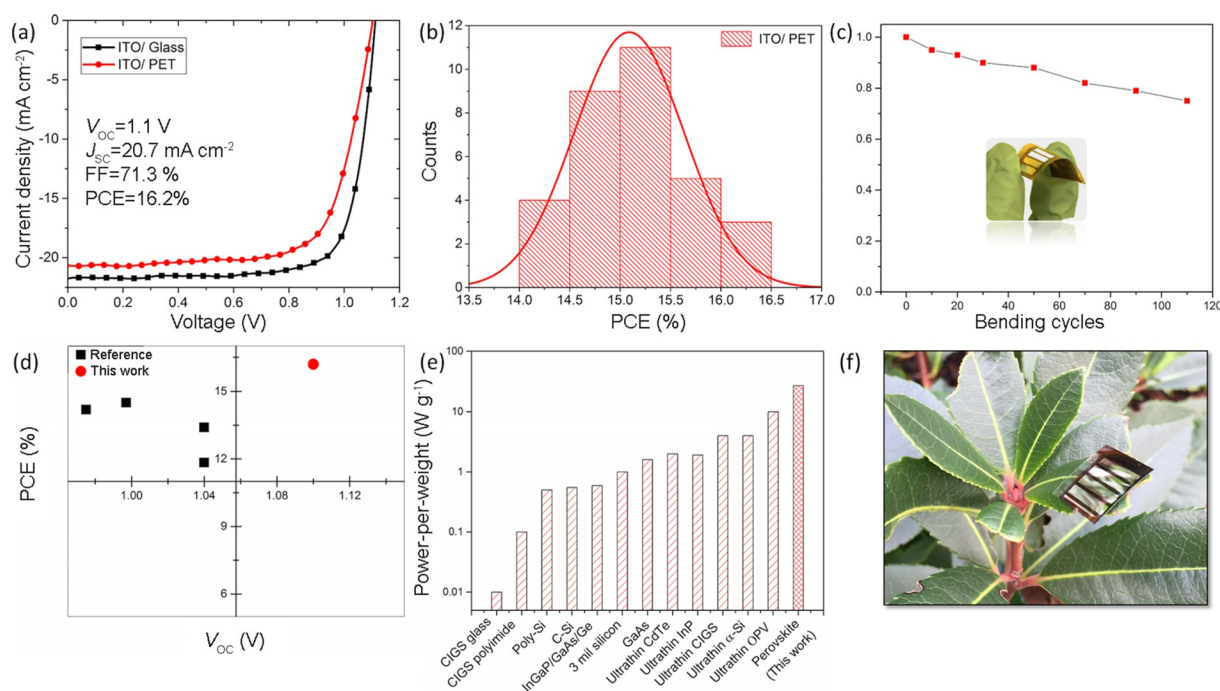 (a)
ITO/ Glass
ITO/ PET
V_OC=1.1 V
J_SC=20.7 mA cm⁻²
FF=71.3 %
PCE=16.2%
Current density (mA cm⁻²)
0
-5
-10
-15
-20
0.0 0.2 0.4 0.6 0.8 1.0 1.2
Voltage (V)
(b)
ITO/ PET
Counts
12
10
8
6
4
2
0
13.5 14.0 14.5 15.0 15.5 16.0 16.5 17.0
PCE (%)
(c)
1.0
0.8
0.6
0.4
0.2
0.0
0 20 40 60 80 100 120
Bending cycles
(d)
Reference
This work
PCE (%)
15
12
9
6
1.00 1.04 1.08 1.12
V_OC (V)
(e)
Power-per-weight (W g⁻¹)
100
10
1
0.1
0.01
CIGS glass
CIGS polyimide
Poly-Si
C-Si
InGaP/GaAs/Ge
3 mil silicon
GaAs
Ultrathin CdTe
Ultrathin InP
Ultrathin CIGS
Ultrathin α-Si
Ultrathin OPV
Perovskite
(This work)
(f)